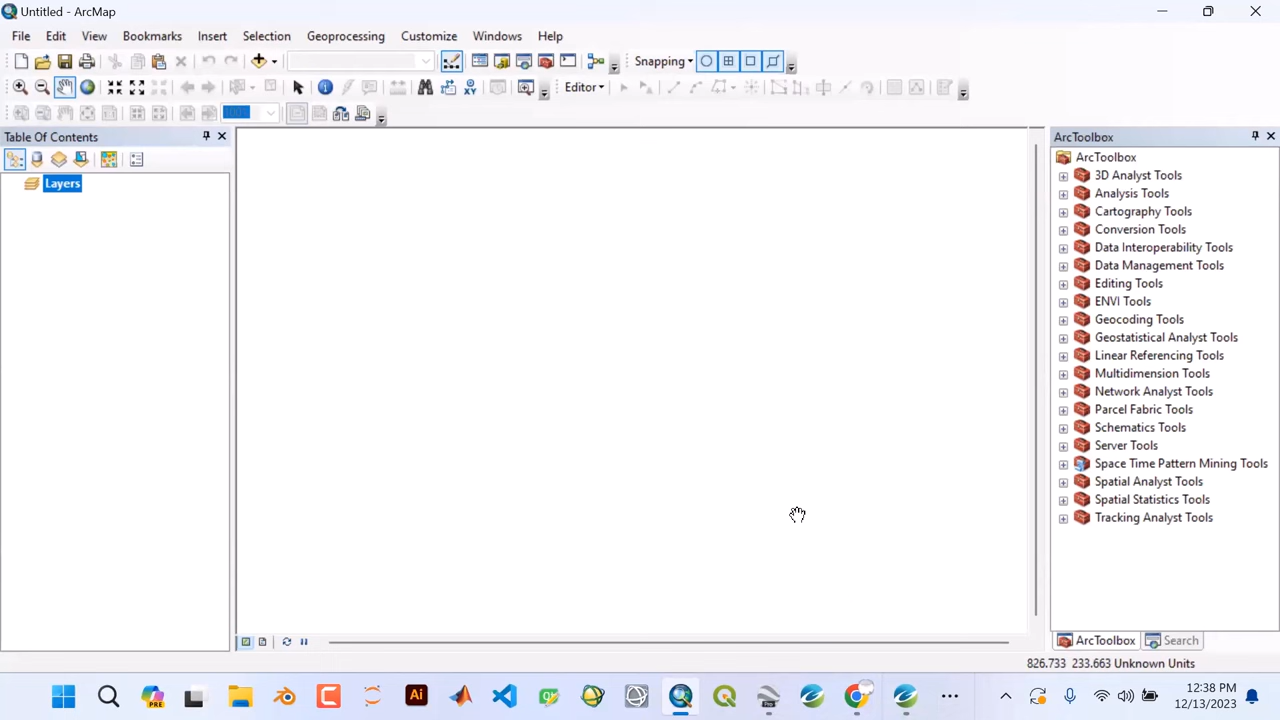 Untitled - ArcMap
File Edit View Bookmarks Insert Selection Geoprocessing Customize Windows Help
Snapping
Editor
Table Of Contents
ArcToolbox
Layers
ArcToolbox
3D Analyst Tools
Analysis Tools
Cartography Tools
Conversion Tools
Data Interoperability Tools
Data Management Tools
Editing Tools
ENVI Tools
Geocoding Tools
Geostatistical Analyst Tools
Linear Referencing Tools
Multidimension Tools
Network Analyst Tools
Parcel Fabric Tools
Schematics Tools
Server Tools
Space Time Pattern Mining Tools
Spatial Analyst Tools
Spatial Statistics Tools
Tracking Analyst Tools
ArcToolbox Search
826.733 233.663 Unknown Units
PRE
Ai
Pro
12:38 PM
12/13/2023